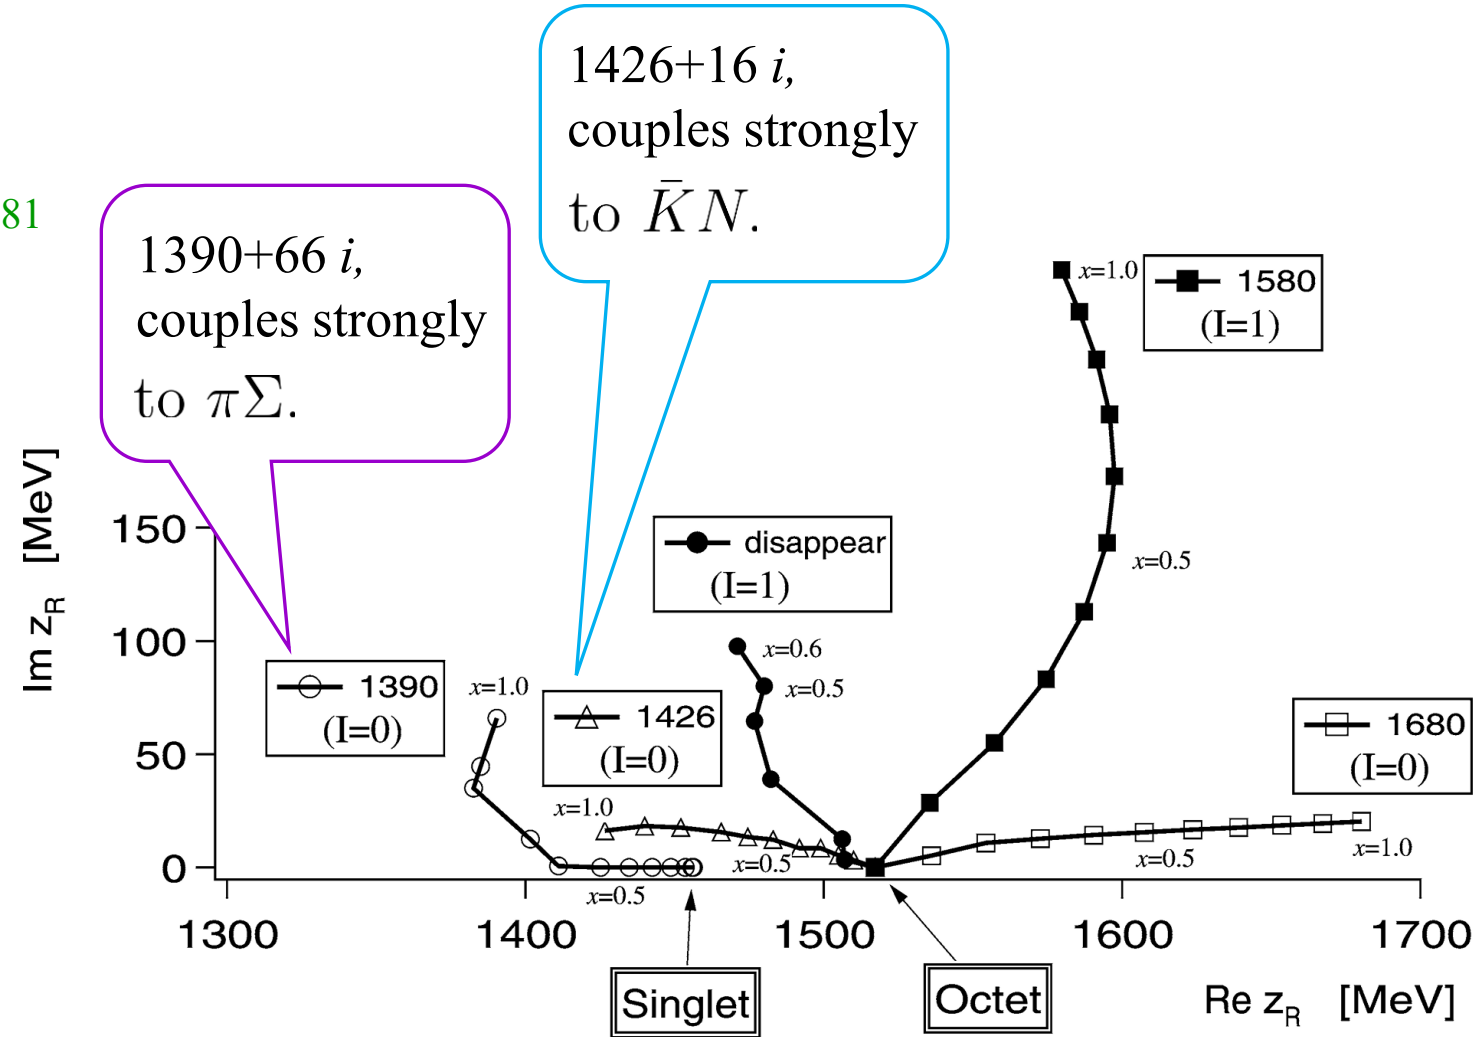 1426+16 i,
couples strongly
to K̄N.
81
1390+66 i,
couples strongly
to πΣ.
x=1.0
1580
(I=1)
Im z_R [MeV]
150
100
50
0
disappear
(I=1)
x=0.5
x=0.6
x=0.5
1390
(I=0)
x=1.0
1426
(I=0)
x=1.0
1680
(I=0)
x=0.5
x=0.5
x=0.5
x=1.0
1300
1400
1500
1600
1700
Singlet
Octet
Re z_R [MeV]